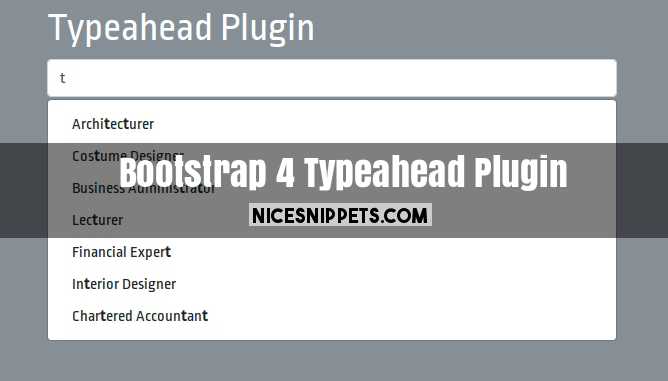 Typeahead Plugin
t
Architecturer
Costume Designer
Bootstrap 4 Typeahead Plugin
Business Administrator
NICESNIPPETS.COM
Lecturer
Financial Expert
Interior Designer
Chartered Accountant